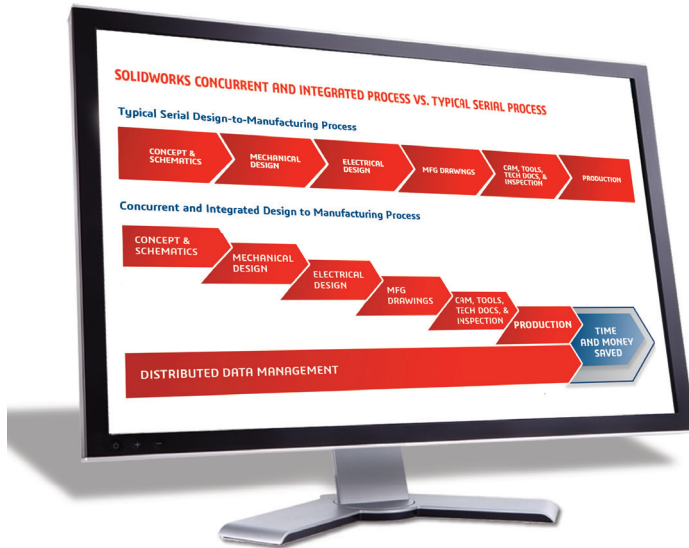 SOLIDWORKS CONCURRENT AND INTEGRATED PROCESS VS. TYPICAL SERIAL PROCESS
Typical Serial Design-to-Manufacturing Process
CONCEPT &
SCHEMATICS
MECHANICAL
DESIGN
ELECTRICAL
DESIGN
MFG DRAWINGS
CAM, TOOLS,
TECH DOCS, &
INSPECTION
PRODUCTION
Concurrent and Integrated Design to Manufacturing Process
CONCEPT &
SCHEMATICS
MECHANICAL
DESIGN
ELECTRICAL
DESIGN
MFG
DRAWINGS
CAM, TOOLS,
TECH DOCS, &
INSPECTION
PRODUCTION
TIME
AND MONEY
SAVED
DISTRIBUTED DATA MANAGEMENT